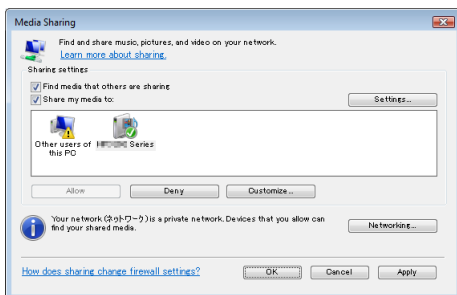 Media Sharing
Find and share music, pictures, and video on your network.
Learn more about sharing.
Sharing settings
Find media that others are sharing
Share my media to:
Settings...
Other users of
this PC
Series
Allow
Deny
Customize...
Your network (ネットワーク) is a private network. Devices that you allow can
find your shared media.
Networking...
How does sharing change firewall settings?
OK
Cancel
Apply